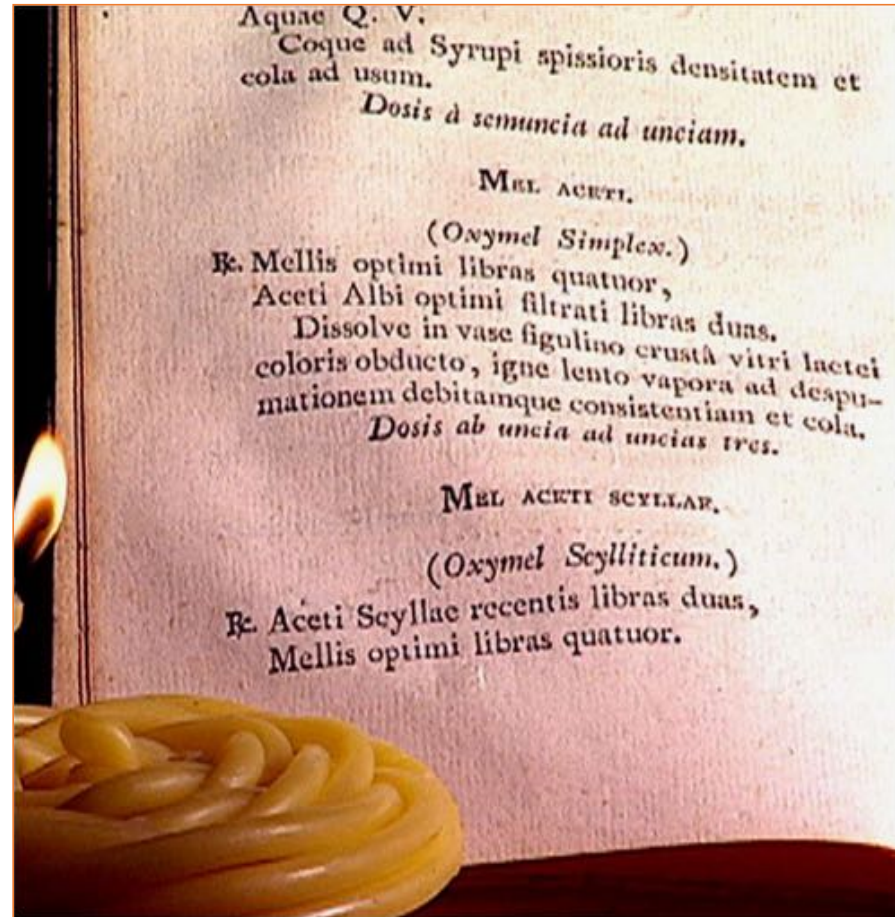 Aquae Q. V.
Coque ad Syrupi spissioris densitatem et
cola ad usum.
Dosis à semuncia ad unciam.
MEL ACETI.
(Oxymel Simplex.)
℞. Mellis optimi libras quatuor,
Aceti Albi optimi filtrati libras duas.
Dissolve in vase figulino crustâ vitri lactei
coloris obducto, igne lento vapora ad despu-
mationem debitamque consistentiam et cola.
Dosis ab uncia ad uncias tres.
MEL ACETI SCYLLAE.
(Oxymel Scylliticum.)
℞. Aceti Scyllae recentis libras duas,
Mellis optimi libras quatuor.